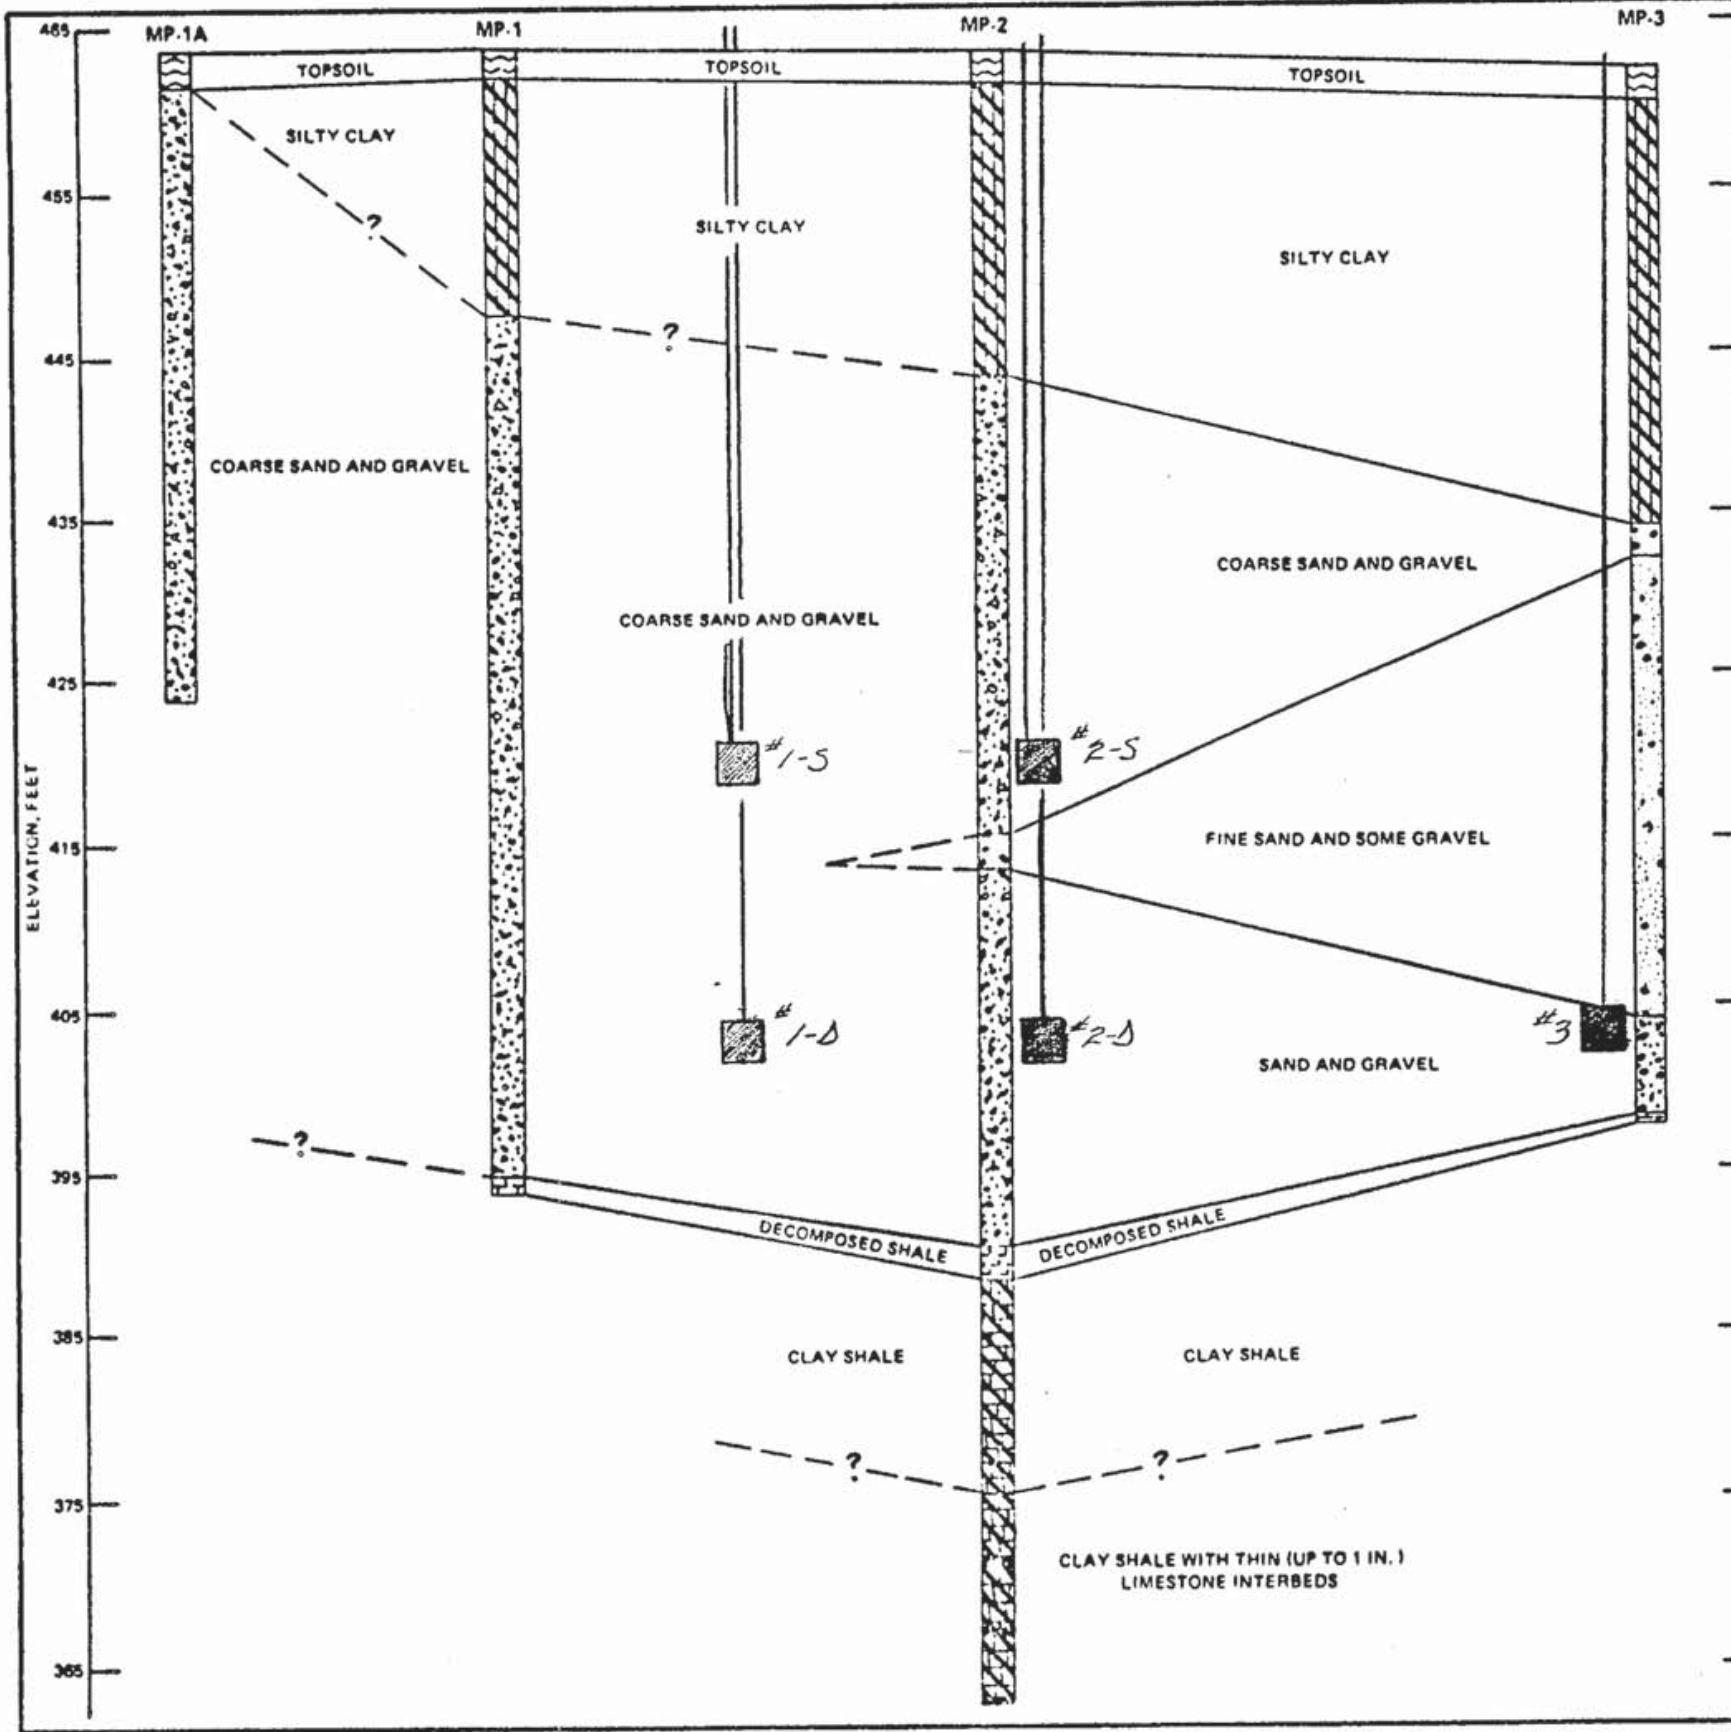 MP-1A
MP-1
MP-2
MP-3
465
TOPSOIL
TOPSOIL
TOPSOIL
SILTY CLAY
?
455
SILTY CLAY
SILTY CLAY
?
445
COARSE SAND AND GRAVEL
435
COARSE SAND AND GRAVEL
COARSE SAND AND GRAVEL
425
#1-S
#2-S
ELEVATION, FEET
415
FINE SAND AND SOME GRAVEL
405
#1-D
#2-D
#3
SAND AND GRAVEL
?
395
DECOMPOSED SHALE
DECOMPOSED SHALE
385
CLAY SHALE
CLAY SHALE
?
?
375
CLAY SHALE WITH THIN (UP TO 1 IN.)
LIMESTONE INTERBEDS
365